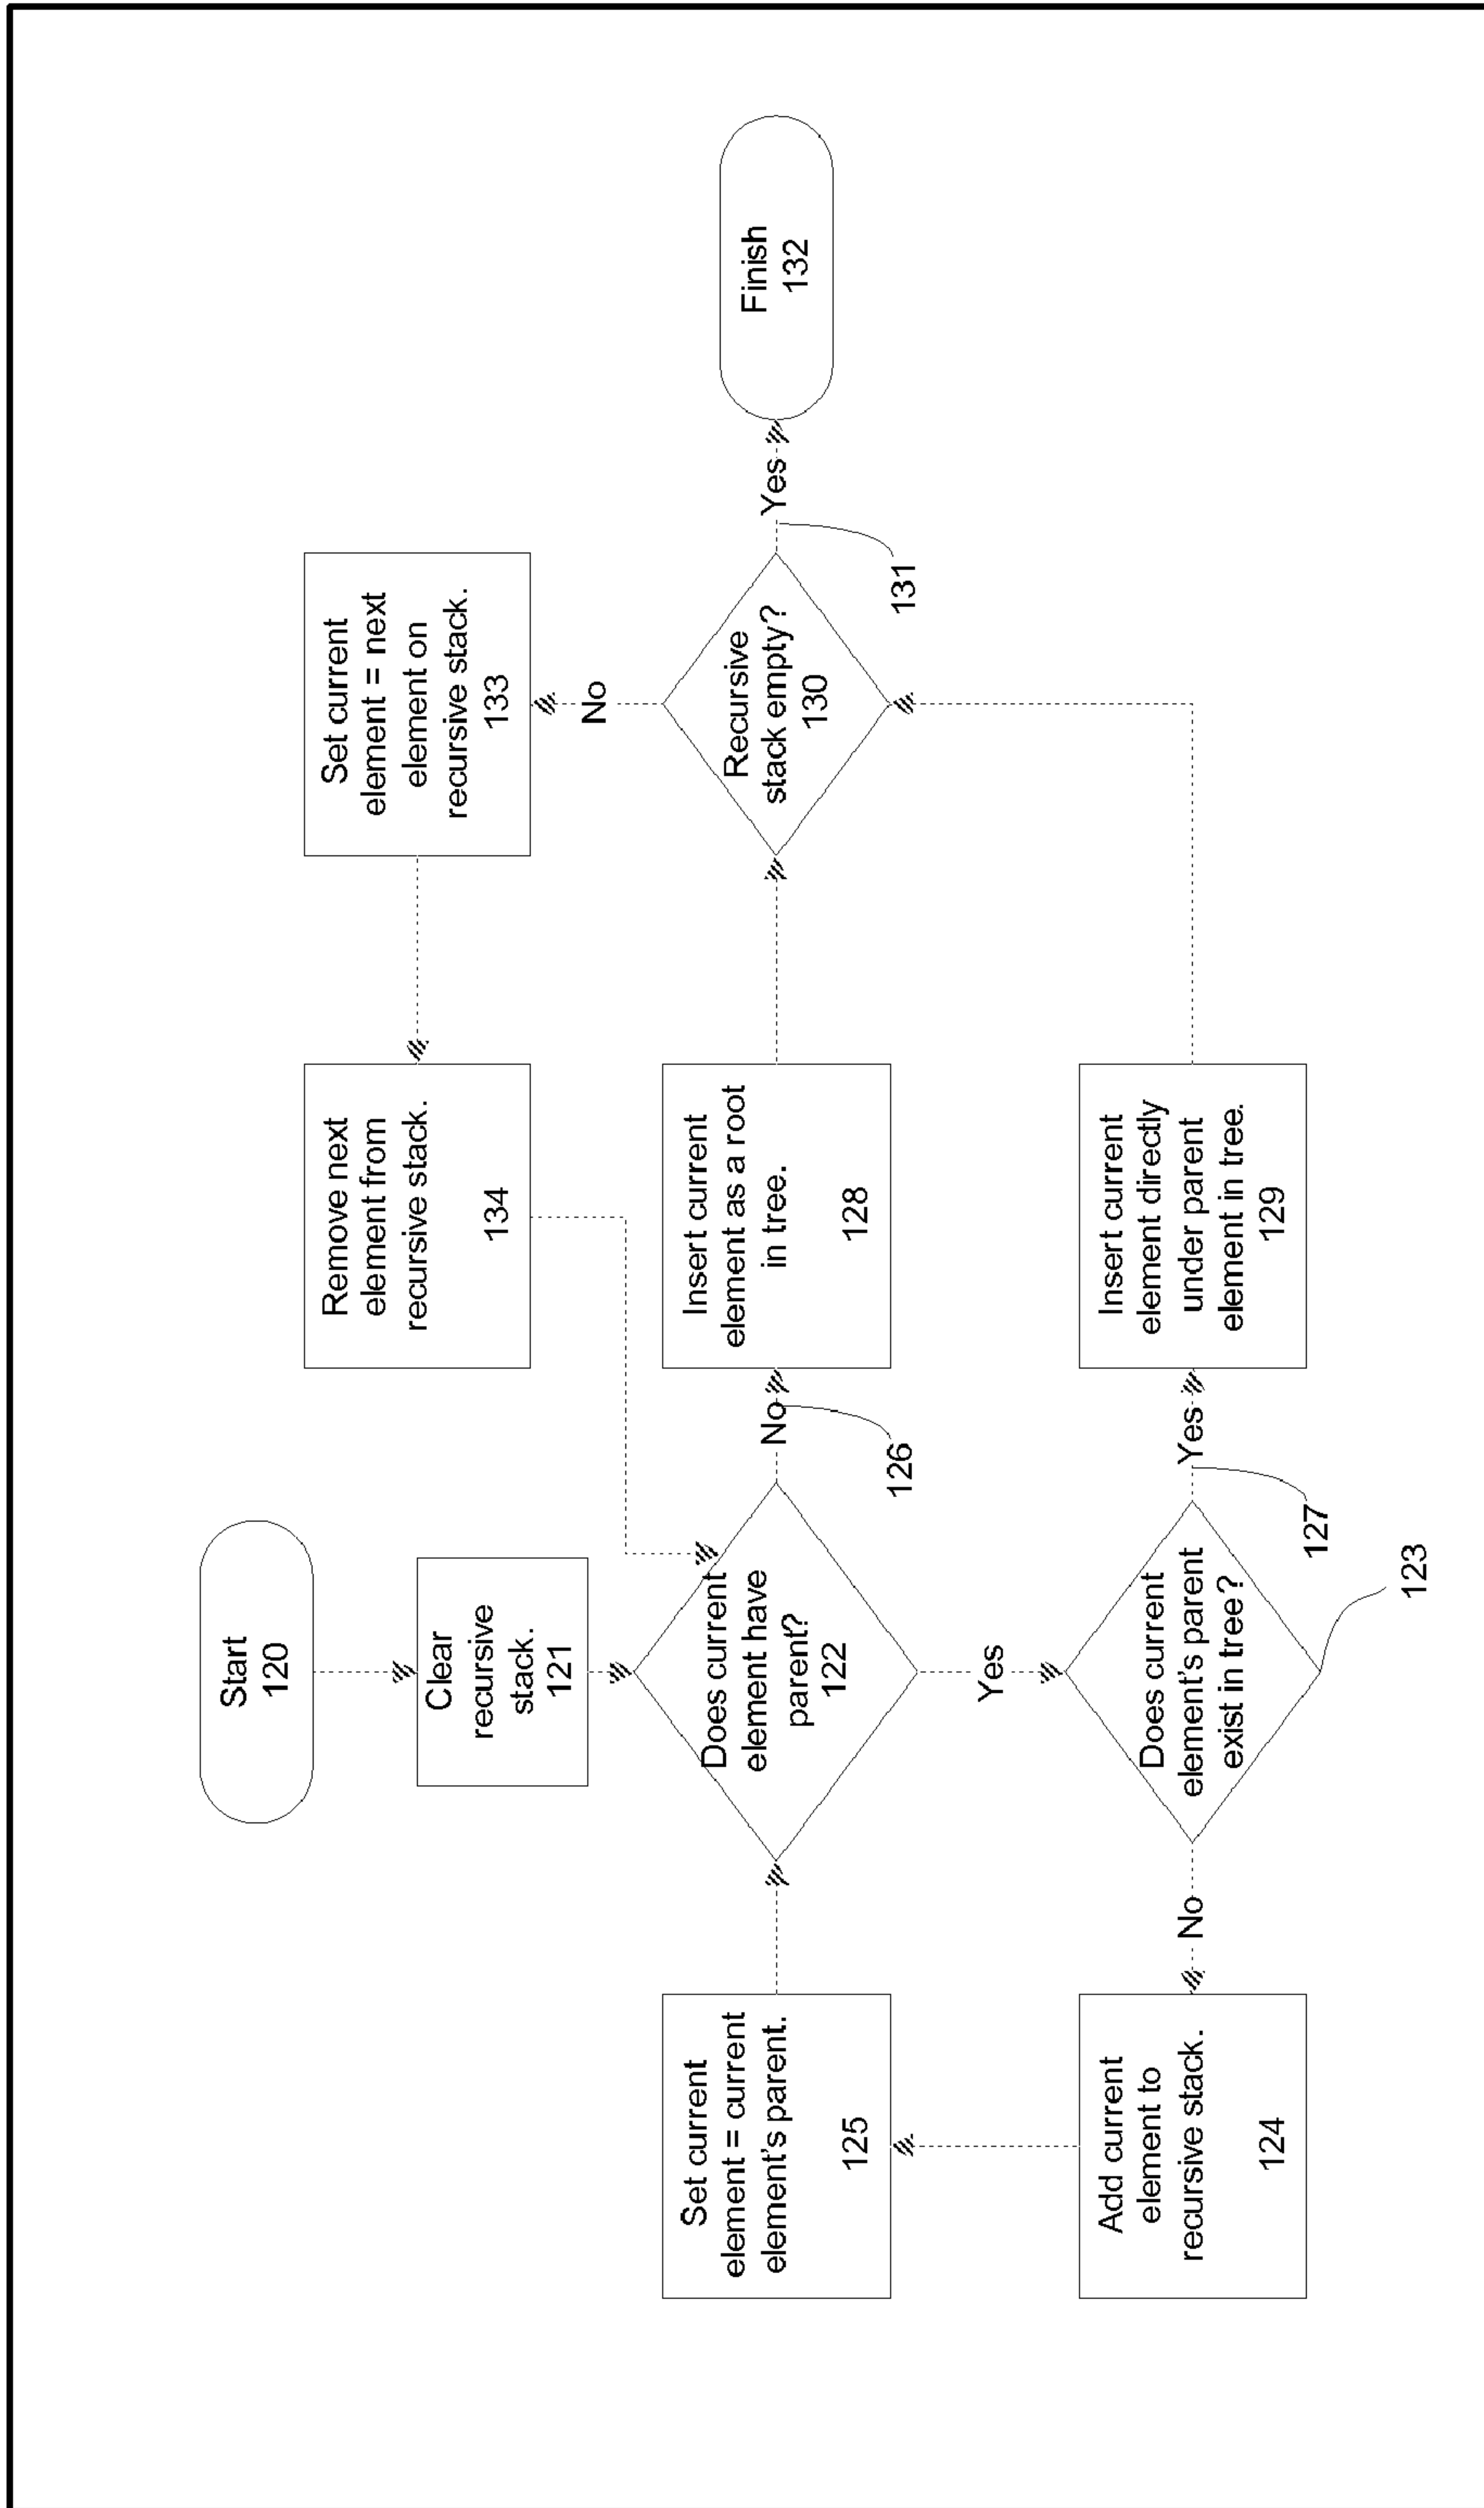 Start
120
Clear
recursive
stack.
121
Does current
element have
parent?
122
No
126
Yes
Does current
element's parent
exist in tree?
123
No
Add current
element to
recursive stack.
124
Set current
element = current
element's parent.
125
Yes
127
Insert current
element as a root
in tree.
128
Insert current
element directly
under parent
element in tree.
129
Recursive
stack empty?
130
Yes
131
Finish
132
No
Set current
element = next
element on
recursive stack.
133
Remove next
element from
recursive stack.
134